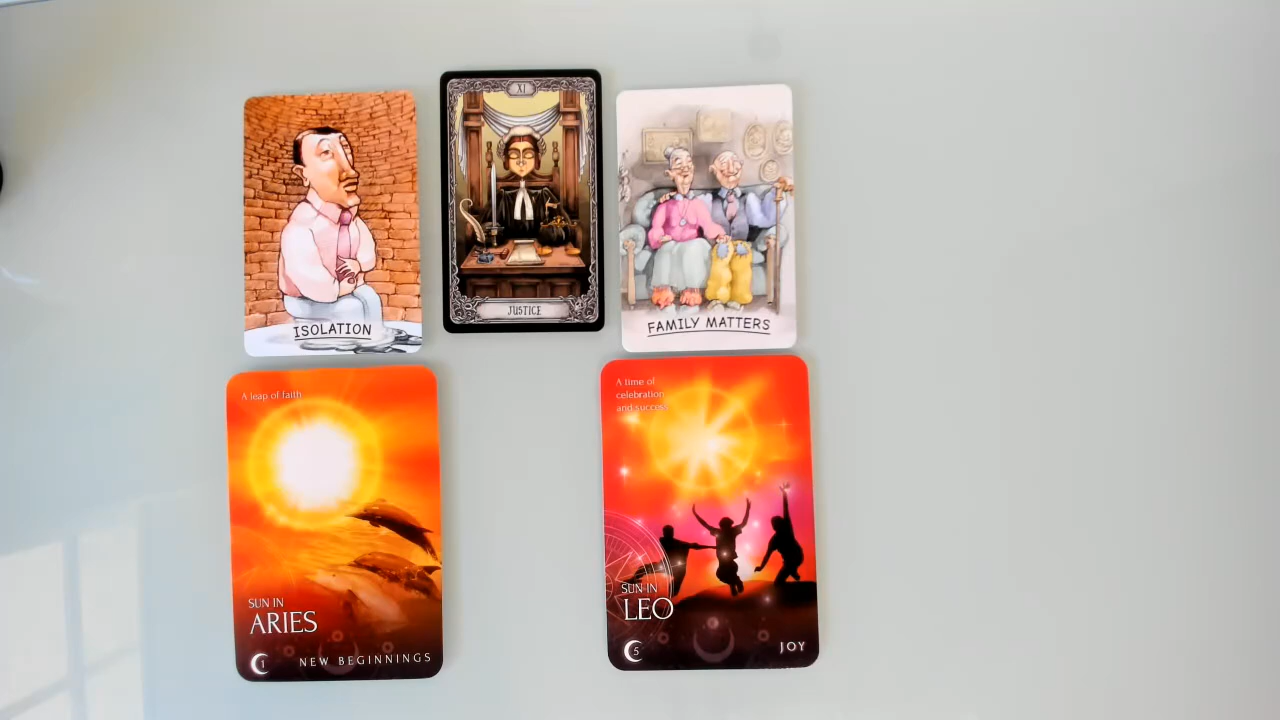 ISOLATION
XI
JUSTICE
FAMILY MATTERS
A leap of faith
SUN IN
ARIES
1
NEW BEGINNINGS
A time of
celebration
and success
SUN IN
LEO
5
JOY